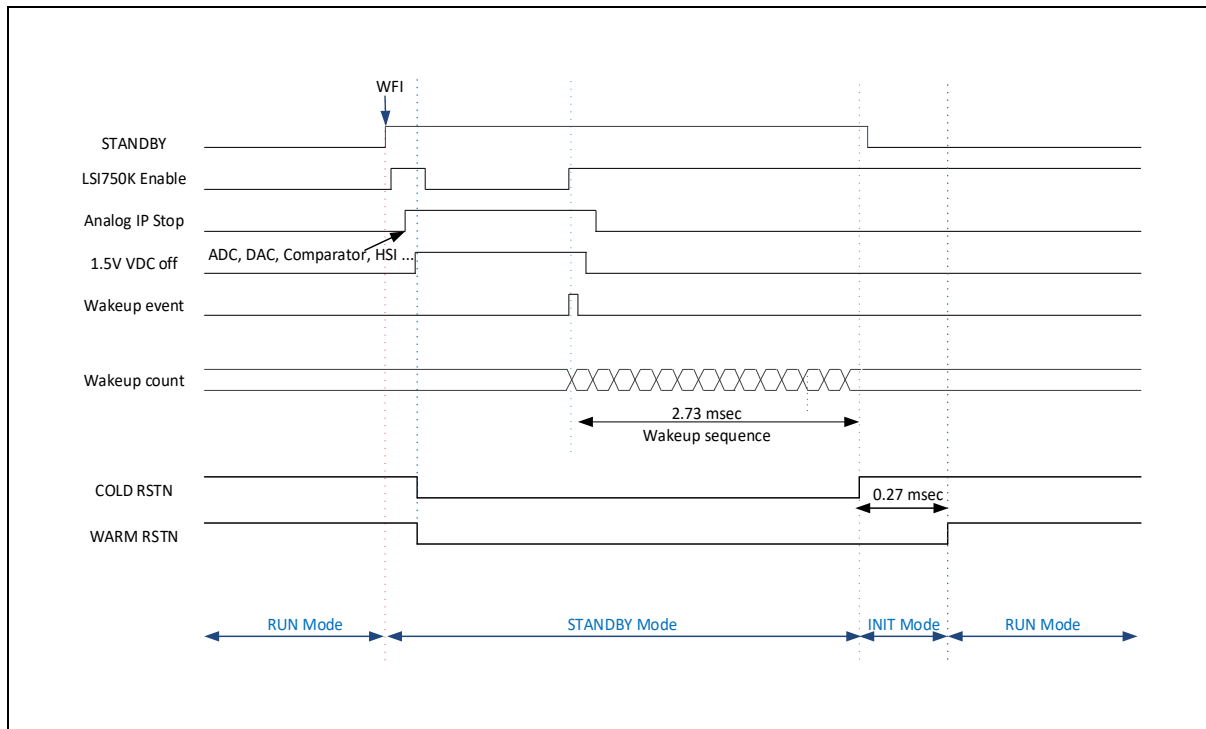 WFI
STANDBY
LSI750K Enable
Analog IP Stop
ADC, DAC, Comparator, HSI ...
1.5V VDC off
Wakeup event
Wakeup count
2.73 msec
Wakeup sequence
COLD RSTN
0.27 msec
WARM RSTN
RUN Mode STANDBY Mode INIT Mode RUN Mode